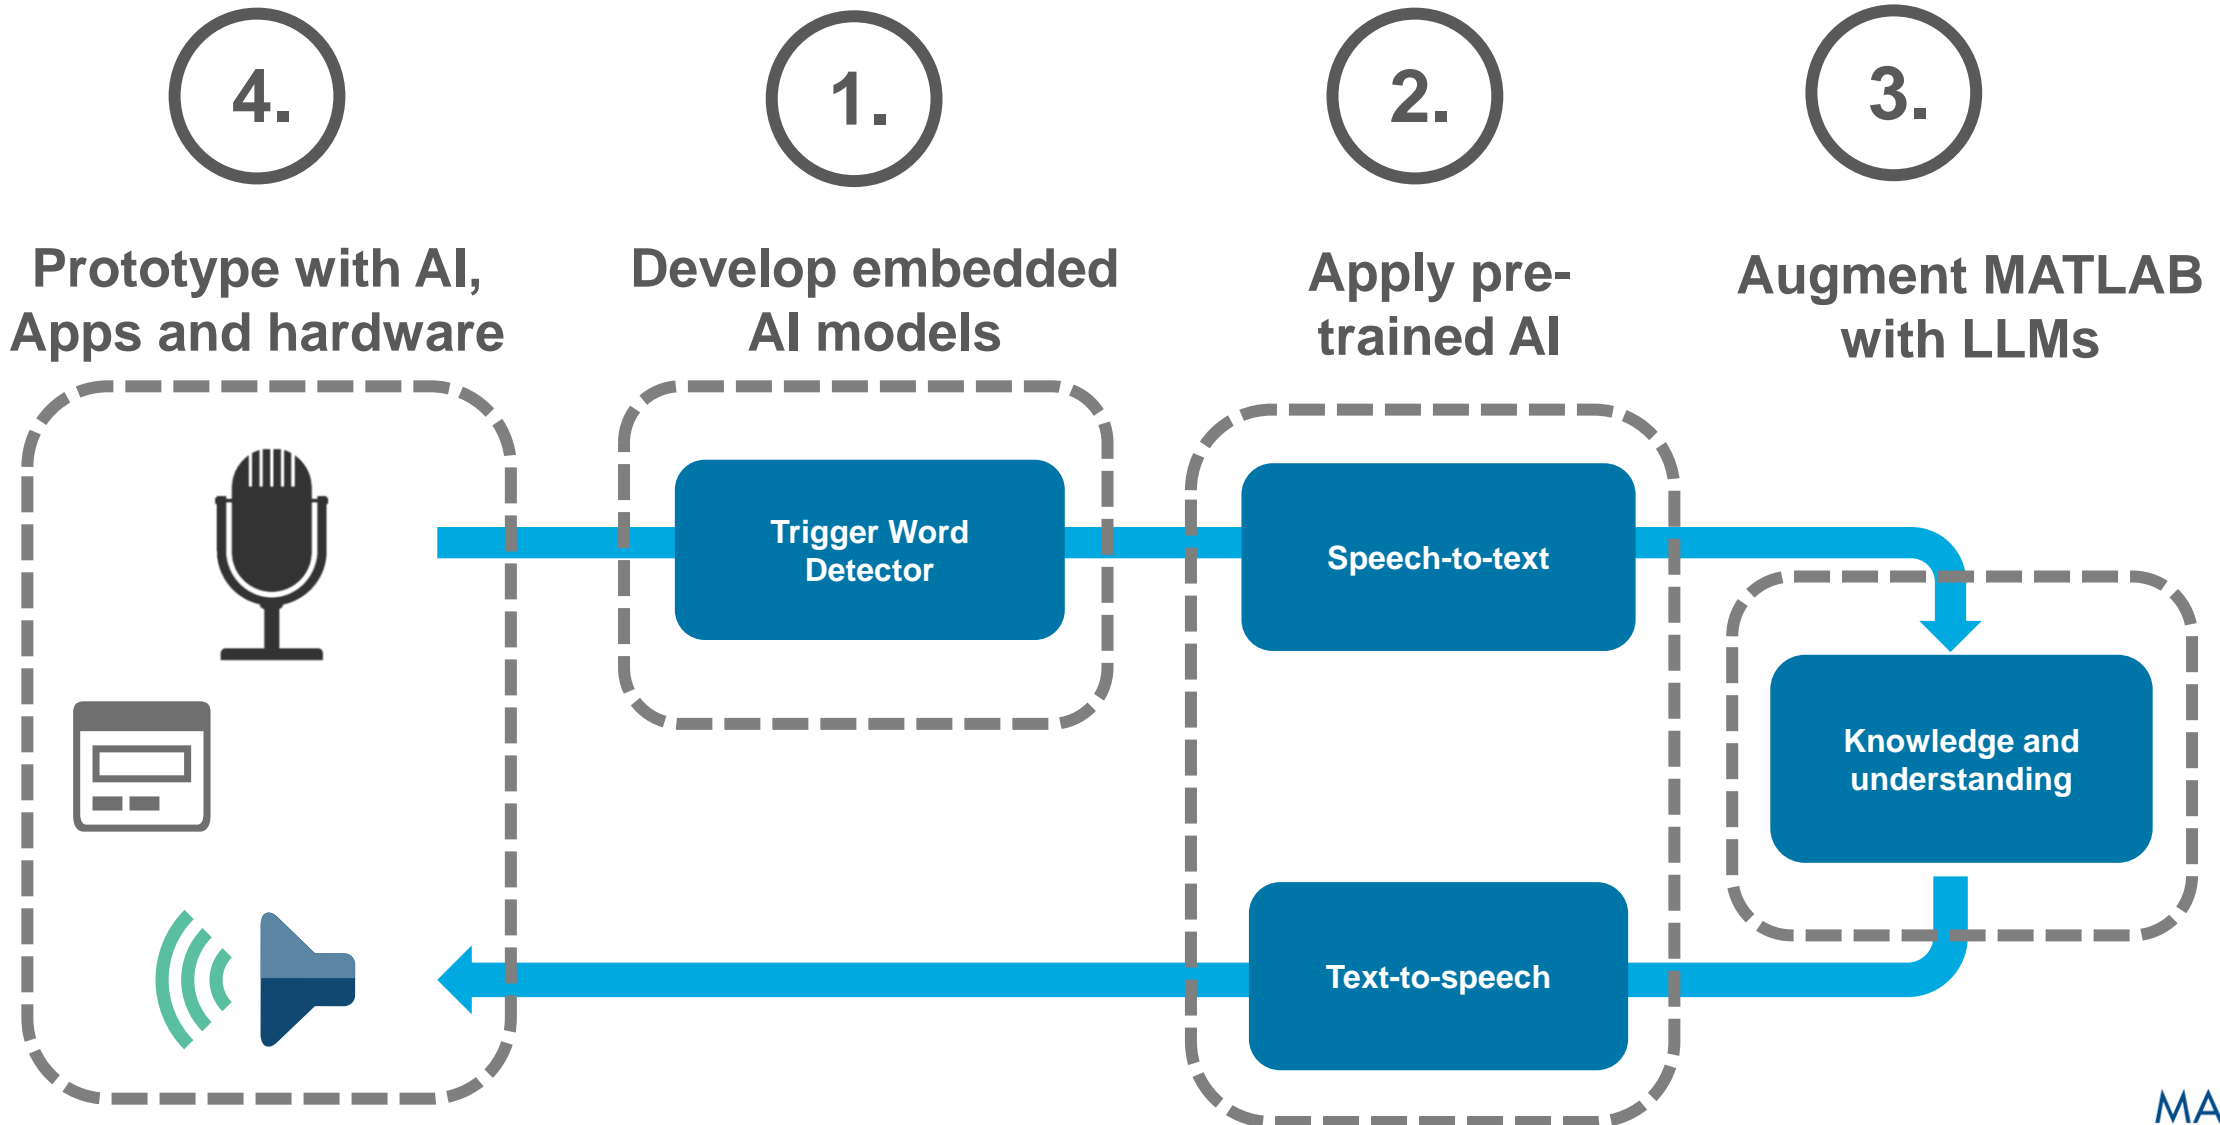 4.
Prototype with AI,
Apps and hardware
1.
Develop embedded
AI models
2.
Apply pre-
trained AI
3.
Augment MATLAB
with LLMs
Trigger Word
Detector
Speech-to-text
Knowledge and
understanding
Text-to-speech
MA